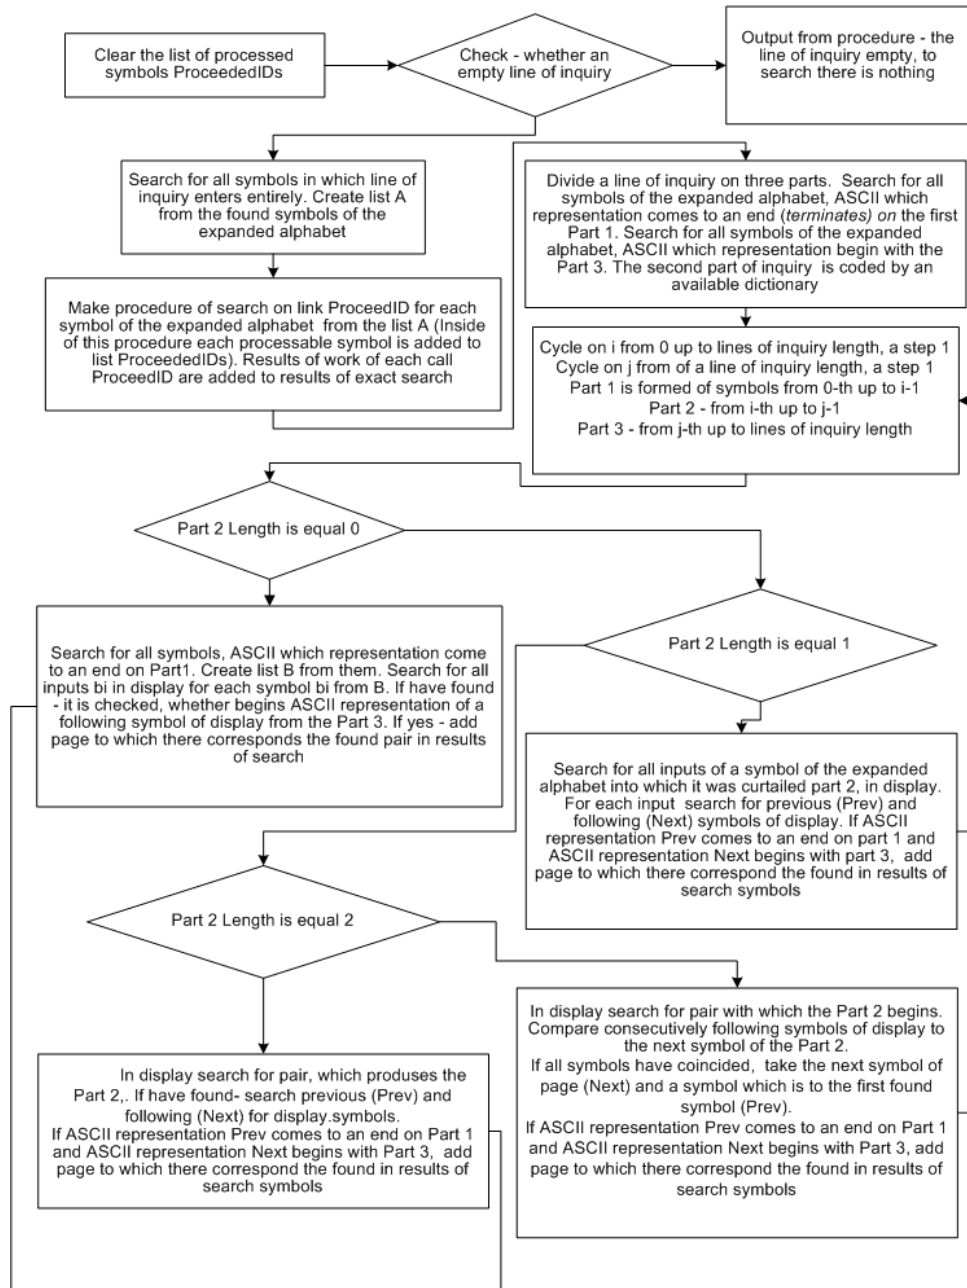 Clear the list of processed
symbols ProceededIDs
Check - whether an
empty line of inquiry
Output from procedure - the
line of inquiry empty, to
search there is nothing
Search for all symbols in which line of
inquiry enters entirely. Create list A
from the found symbols of the
expanded alphabet
Divide a line of inquiry on three parts. Search for all
symbols of the expanded alphabet, ASCII which
representation comes to an end (terminates) on the first
Part 1. Search for all symbols of the expanded
alphabet, ASCII which representation begin with the
Part 3. The second part of inquiry is coded by an
available dictionary
Make procedure of search on link ProceedID for each
symbol of the expanded alphabet from the list A (Inside
of this procedure each processable symbol is added to
list ProceededIDs). Results of work of each call
ProceedID are added to results of exact search
Cycle on i from 0 up to lines of inquiry length, a step 1
Cycle on j from of a line of inquiry length, a step 1
Part 1 is formed of symbols from 0-th up to i-1
Part 2 - from i-th up to j-1
Part 3 - from j-th up to lines of inquiry length
Part 2 Length is equal 0
Part 2 Length is equal 1
Search for all symbols, ASCII which representation come
to an end on Part1. Create list B from them. Search for all
inputs bi in display for each symbol bi from B. If have found
- it is checked, whether begins ASCII representation of a
following symbol of display from the Part 3. If yes - add
page to which there corresponds the found pair in results
of search
Search for all inputs of a symbol of the expanded
alphabet into which it was curtailed part 2, in display.
For each input search for previous (Prev) and
following (Next) symbols of display. If ASCII
representation Prev comes to an end on part 1 and
ASCII representation Next begins with part 3, add
page to which there correspond the found in results of
search symbols
Part 2 Length is equal 2
In display search for pair, which produses the
Part 2,. If have found- search previous (Prev) and
following (Next) for display.symbols.
If ASCII representation Prev comes to an end on Part 1
and ASCII representation Next begins with Part 3, add
page to which there correspond the found in results of
search symbols
In display search for pair with which the Part 2 begins.
Compare consecutively following symbols of display to
the next symbol of the Part 2.
If all symbols have coincided, take the next symbol of
page (Next) and a symbol which is to the first found
symbol (Prev).
If ASCII representation Prev comes to an end on Part 1
and ASCII representation Next begins with Part 3, add
page to which there correspond the found in results of
search symbols